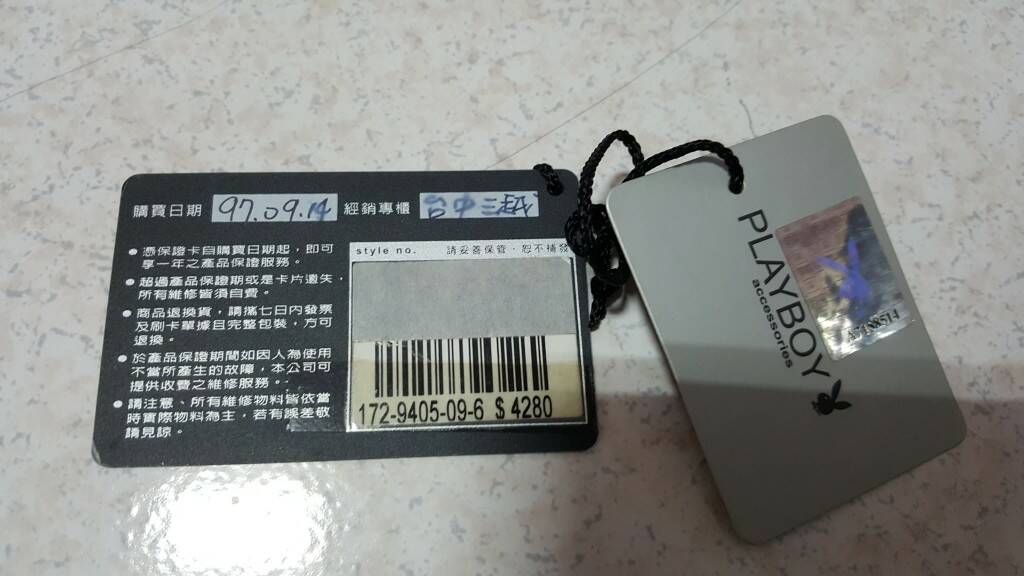 購買日期 97.09.14 經銷專櫃 台中三越
●憑保證卡自購買日期起，即可
享一年之產品保證服務。
●超過產品保證期或是卡片遺失，
所有維修皆須自費。
●商品退換貨，請攜七日內發票
及刷卡單據且完整包裝，方可
退換。
●於產品保證期間如因人為使用
不當所產生的故障，本公司可
提供收費之維修服務。
●請注意、所有維修物料皆依當
時實際物料為主，若有誤差敬
請見諒。
style no. 請妥善保管，恕不補發
172-9405-09-6 $4280
PLAYBOY
accessories